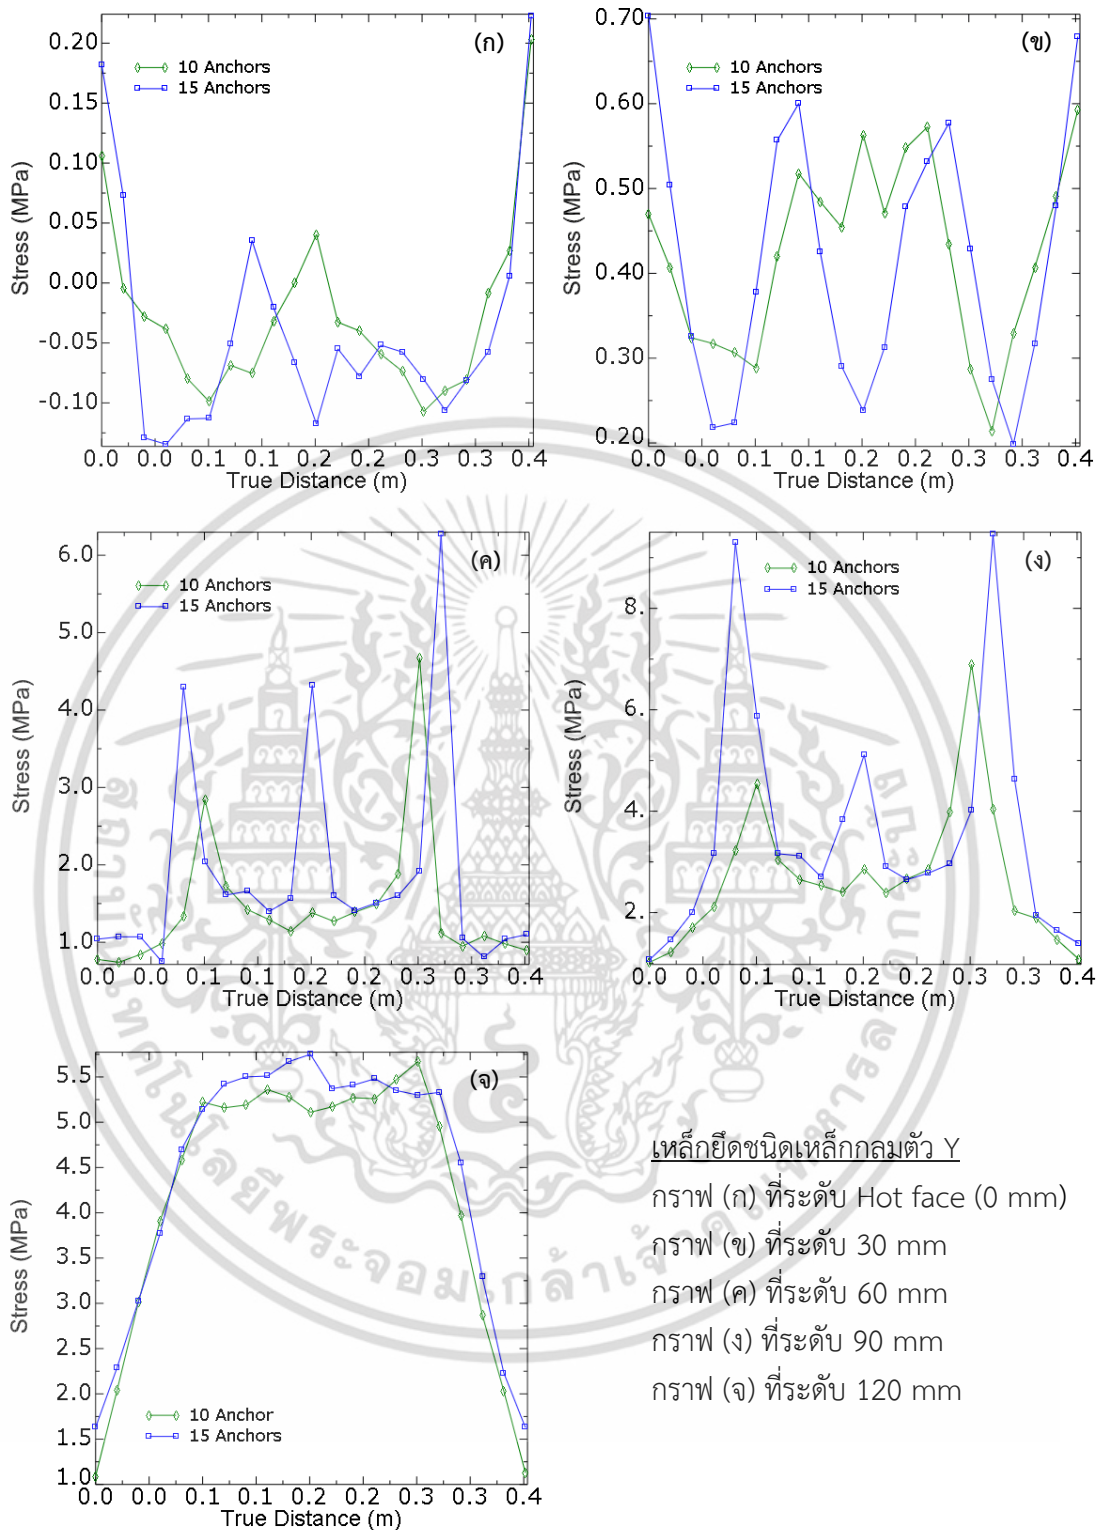 (ก)
10 Anchors
15 Anchors
0.20
0.15
0.10
0.05
0.00
-0.05
-0.10
Stress (MPa)
0.0 0.0 0.1 0.1 0.2 0.2 0.3 0.3 0.4
True Distance (m)
(ข)
10 Anchors
15 Anchors
0.70
0.60
0.50
0.40
0.30
0.20
Stress (MPa)
0.0 0.0 0.1 0.1 0.2 0.2 0.3 0.3 0.4
True Distance (m)
(ค)
10 Anchors
15 Anchors
6.0
5.0
4.0
3.0
2.0
1.0
Stress (MPa)
0.0 0.0 0.1 0.1 0.2 0.2 0.3 0.3 0.4
True Distance (m)
(ง)
10 Anchors
15 Anchors
8.
6.
4.
2.
Stress (MPa)
0.0 0.0 0.1 0.1 0.2 0.2 0.3 0.3 0.4
True Distance (m)
(จ)
5.5
5.0
4.5
4.0
3.5
3.0
2.5
2.0
1.5
1.0
Stress (MPa)
10 Anchor
15 Anchors
0.0 0.0 0.1 0.1 0.2 0.2 0.3 0.3 0.4
True Distance (m)
เหล็กยึดชนิดเหล็กกลมตัว Y
กราฟ (ก) ที่ระดับ Hot face (0 mm)
กราฟ (ข) ที่ระดับ 30 mm
กราฟ (ค) ที่ระดับ 60 mm
กราฟ (ง) ที่ระดับ 90 mm
กราฟ (จ) ที่ระดับ 120 mm